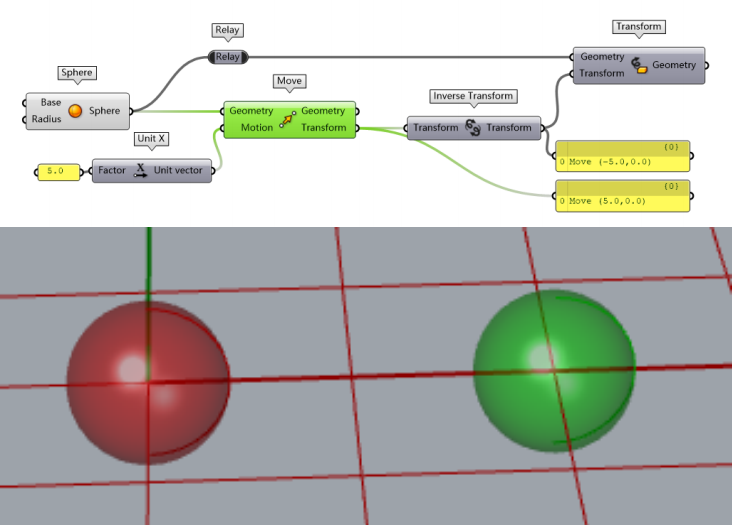 Relay
Relay
Transform
Geometry
Transform
Geometry
Sphere
Base
Radius
Sphere
Move
Geometry
Motion
Geometry
Transform
Inverse Transform
Transform
Transform
Unit X
5.0
Factor
Unit vector
{0}
0 Move (-5.0,0.0)
{0}
0 Move (5.0,0.0)